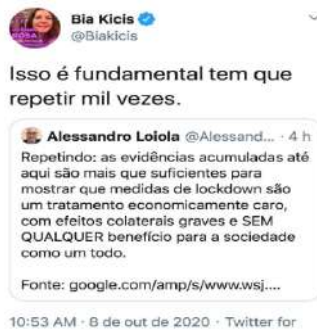 Bia Kicis
@Biakicis
Isso é fundamental tem que
repetir mil vezes.
Alessandro Loiola @Alessand... · 4 h
Repetindo: as evidências acumuladas até
aqui são mais que suficientes para
mostrar que medidas de lockdown são
um tratamento economicamente caro,
com efeitos colaterais graves e SEM
QUALQUER benefício para a sociedade
como um todo.
Fonte: google.com/amp/s/www.wsj....
10:53 AM · 8 de out de 2020 · Twitter for